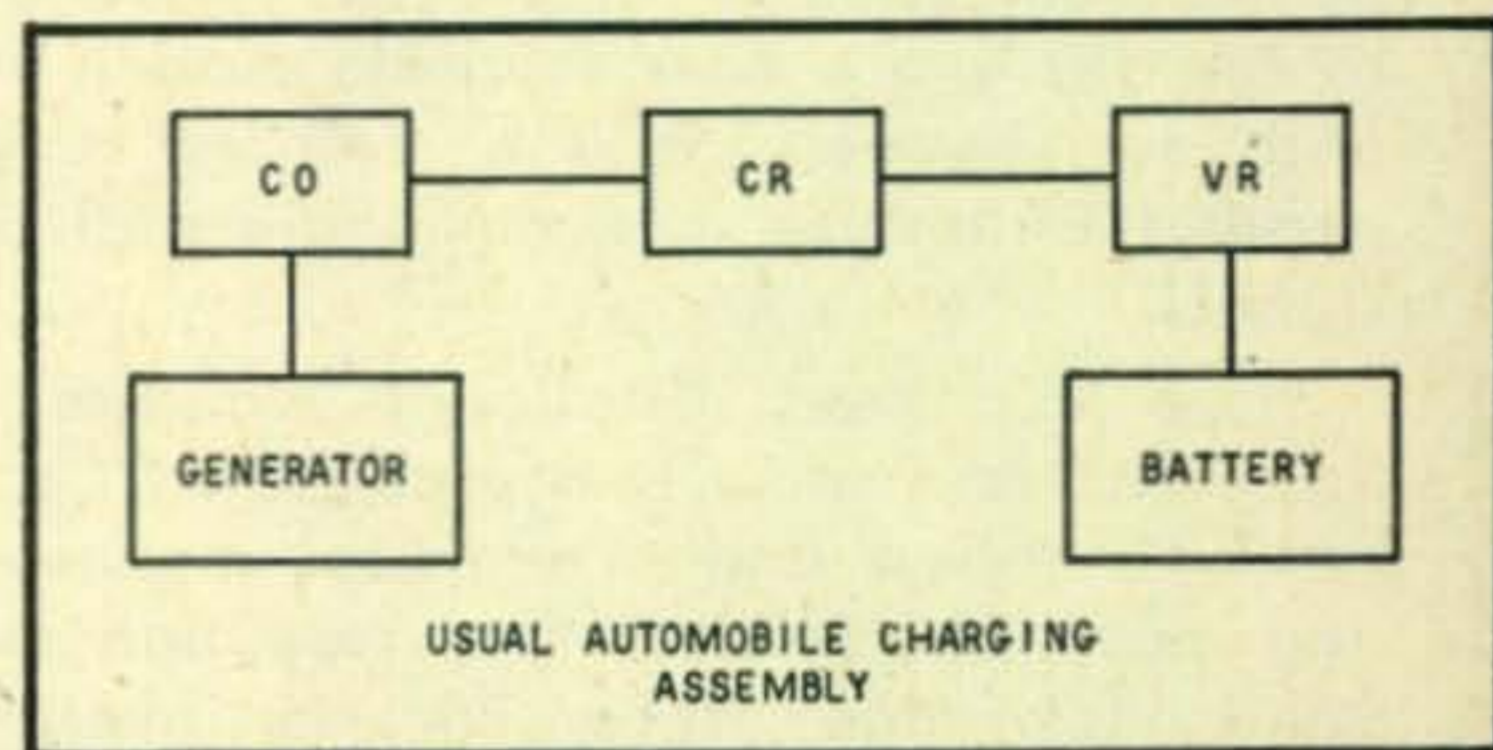 CO
CR
VR
GENERATOR
BATTERY
USUAL AUTOMOBILE CHARGING
ASSEMBLY